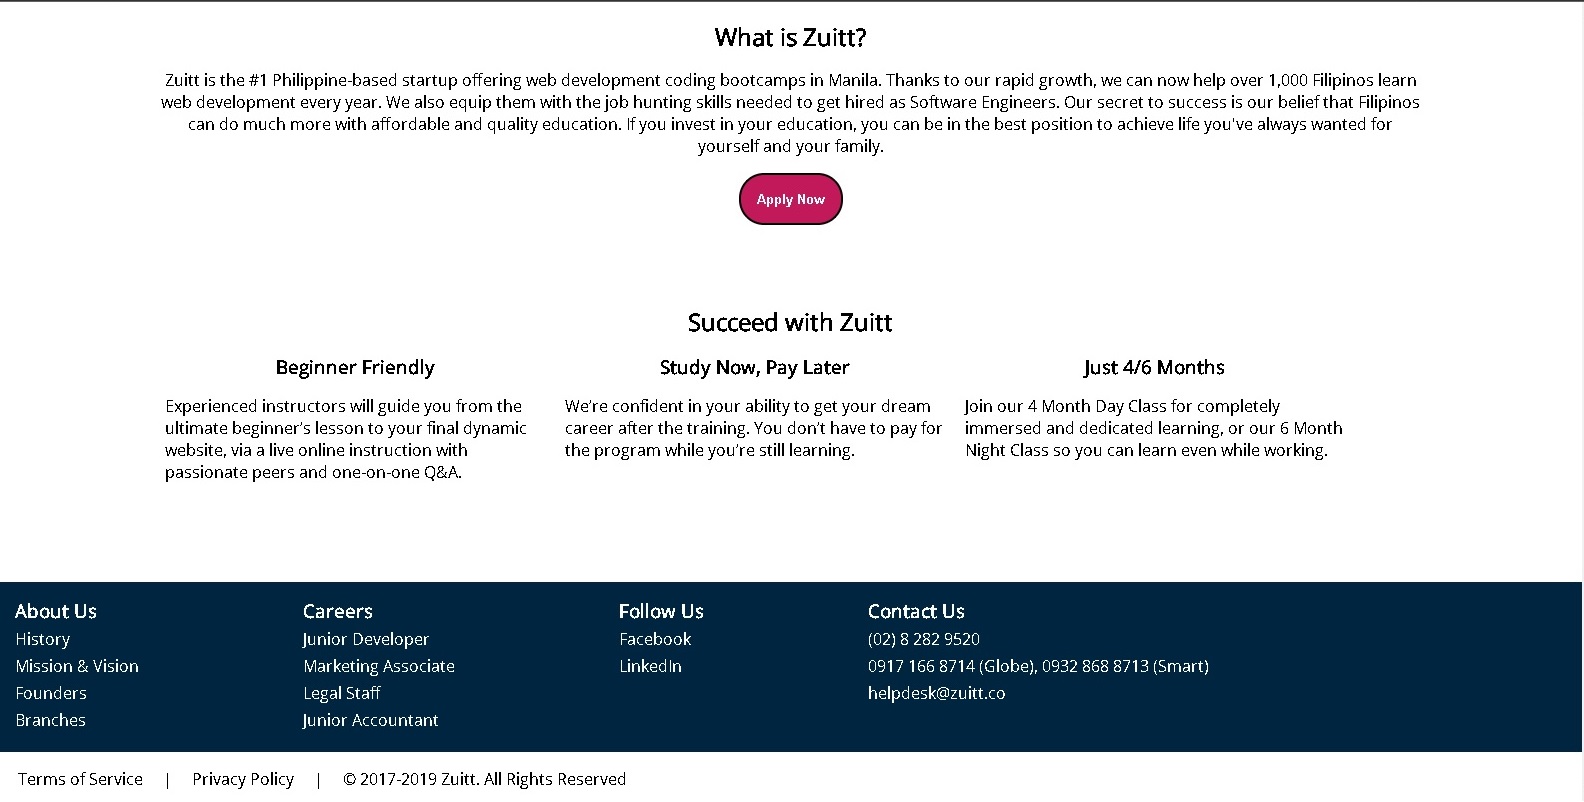 What is Zuitt?
Zuitt is the #1 Philippine-based startup offering web development coding bootcamps in Manila. Thanks to our rapid growth, we can now help over 1,000 Filipinos learn
web development every year. We also equip them with the job hunting skills needed to get hired as Software Engineers. Our secret to success is our belief that Filipinos
can do much more with affordable and quality education. If you invest in your education, you can be in the best position to achieve life you've always wanted for
yourself and your family.
Apply Now
Succeed with Zuitt
Beginner Friendly
Experienced instructors will guide you from the
ultimate beginner’s lesson to your final dynamic
website, via a live online instruction with
passionate peers and one-on-one Q&A.
Study Now, Pay Later
We’re confident in your ability to get your dream
career after the training. You don’t have to pay for
the program while you’re still learning.
Just 4/6 Months
Join our 4 Month Day Class for completely
immersed and dedicated learning, or our 6 Month
Night Class so you can learn even while working.
About Us
History
Mission & Vision
Founders
Branches
Careers
Junior Developer
Marketing Associate
Legal Staff
Junior Accountant
Follow Us
Facebook
LinkedIn
Contact Us
(02) 8 282 9520
0917 166 8714 (Globe), 0932 868 8713 (Smart)
helpdesk@zuitt.co
Terms of Service | Privacy Policy | © 2017-2019 Zuitt. All Rights Reserved